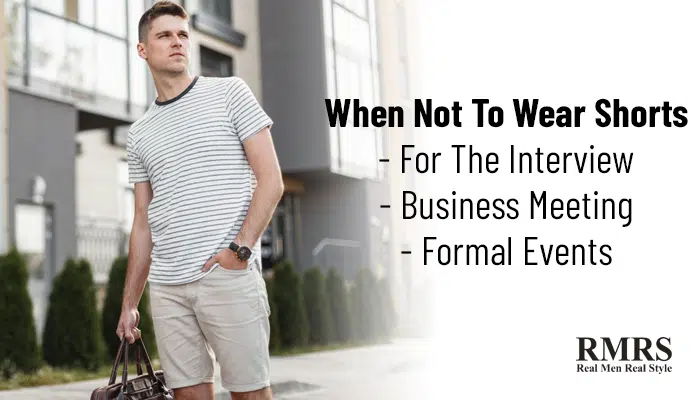 When Not To Wear Shorts
- For The Interview
- Business Meeting
- Formal Events
RMRS
Real Men Real Style